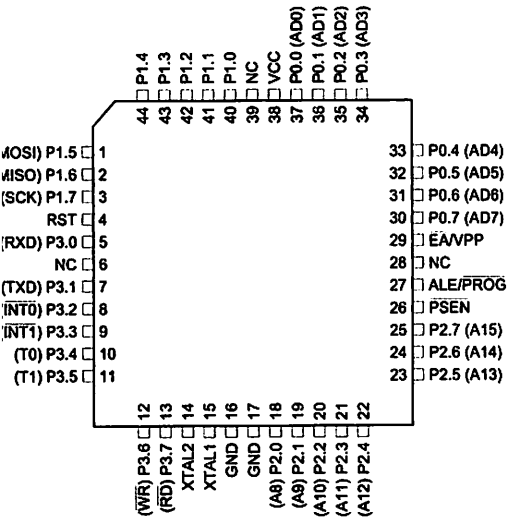 P1.4
P1.3
P1.2
P1.1
P1.0
NC
VCC
P0.0 (AD0)
P0.1 (AD1)
P0.2 (AD2)
P0.3 (AD3)
44
43
42
41
40
39
38
37
36
35
34
MOSI) P1.5 1
MISO) P1.6 2
(SCK) P1.7 3
RST 4
(RXD) P3.0 5
NC 6
(TXD) P3.1 7
(INT0) P3.2 8
(INT1) P3.3 9
(T0) P3.4 10
(T1) P3.5 11
33 P0.4 (AD4)
32 P0.5 (AD5)
31 P0.6 (AD6)
30 P0.7 (AD7)
29 EA/VPP
28 NC
27 ALE/PROG
26 PSEN
25 P2.7 (A15)
24 P2.6 (A14)
23 P2.5 (A13)
12
13
14
15
16
17
18
19
20
21
22
(WR) P3.6
(RD) P3.7
XTAL2
XTAL1
GND
GND
(A8) P2.0
(A9) P2.1
(A10) P2.2
(A11) P2.3
(A12) P2.4